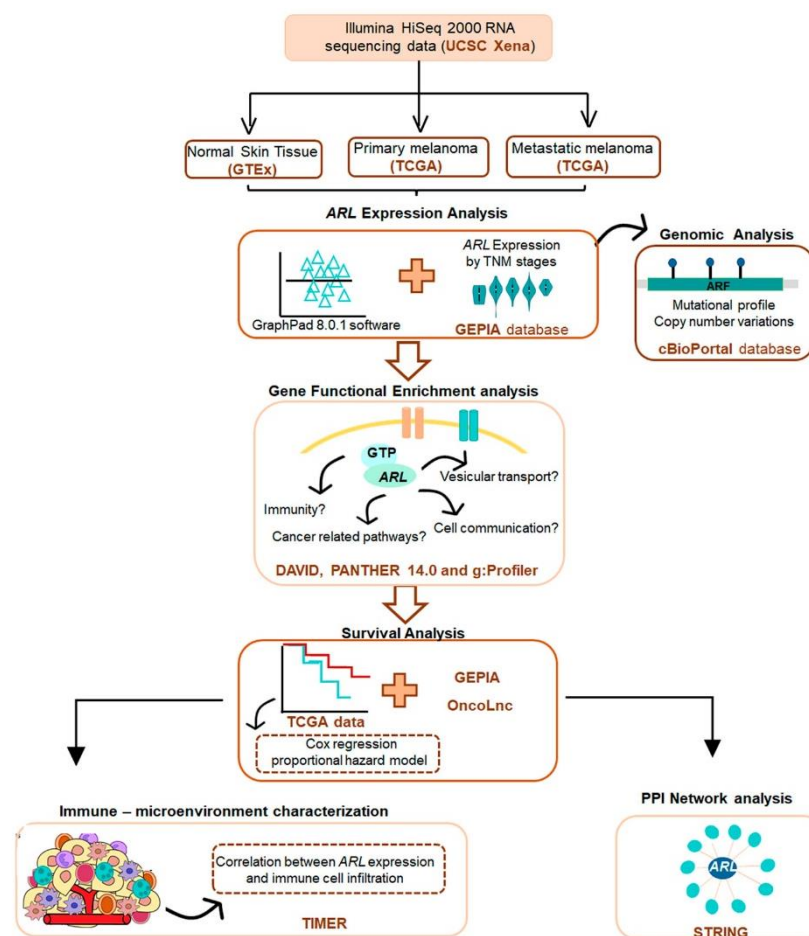 Illumina HiSeq 2000 RNA
sequencing data (UCSC Xena)
Normal Skin Tissue
(GTEx)
Primary melanoma
(TCGA)
Metastatic melanoma
(TCGA)
ARL Expression Analysis
GraphPad 8.0.1 software
ARL Expression
by TNM stages
GEPIA database
Genomic Analysis
ARF
Mutational profile
Copy number variations
cBioPortal database
Gene Functional Enrichment analysis
GTP
ARL
Vesicular transport?
Immunity?
Cell communication?
Cancer related pathways?
DAVID, PANTHER 14.0 and g:Profiler
Survival Analysis
TCGA data
GEPIA
OncoLnc
Cox regression
proportional hazard model
Immune – microenvironment characterization
Correlation between ARL expression
and immune cell infiltration
TIMER
PPI Network analysis
ARL
STRING